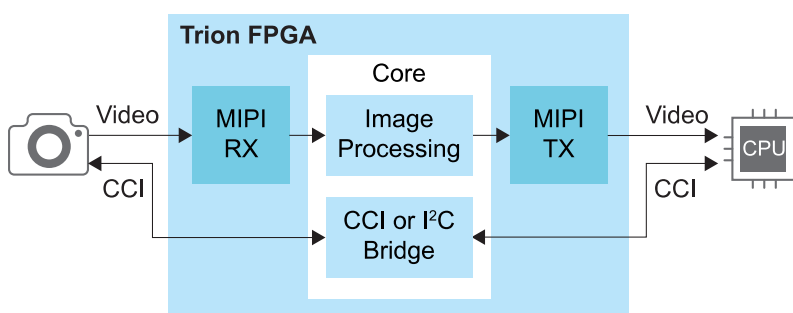 Trion FPGA
Core
Video
MIPI
RX
Image
Processing
MIPI
TX
Video
CPU
CCI
CCI
CCI or I²C
Bridge